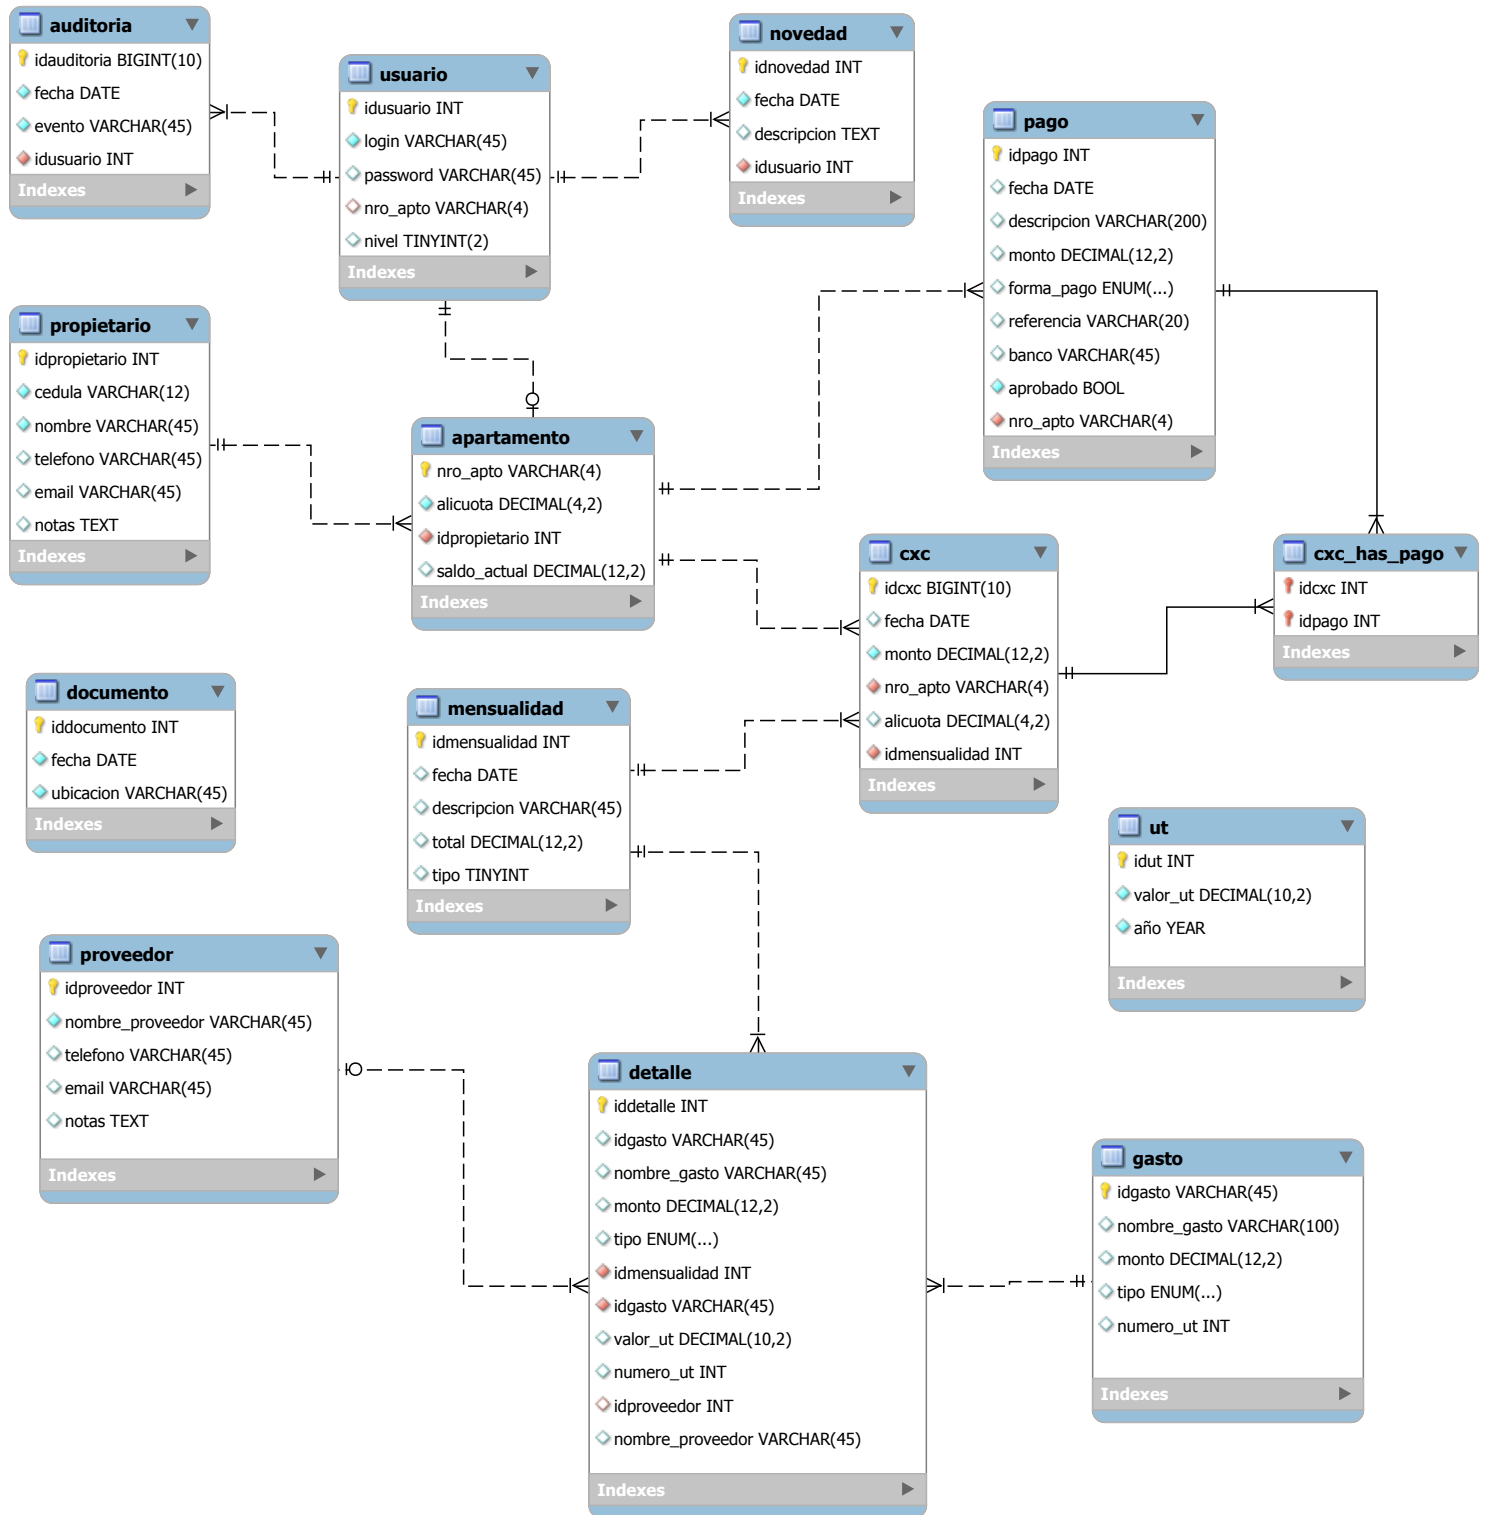 auditoria
idauditoria BIGINT(10)
fecha DATE
evento VARCHAR(45)
idusuario INT
Indexes
usuario
idusuario INT
login VARCHAR(45)
password VARCHAR(45)
nro_apto VARCHAR(4)
nivel TINYINT(2)
Indexes
novedad
idnovedad INT
fecha DATE
descripcion TEXT
idusuario INT
Indexes
pago
idpago INT
fecha DATE
descripcion VARCHAR(200)
monto DECIMAL(12,2)
forma_pago ENUM(...)
referencia VARCHAR(20)
banco VARCHAR(45)
aprobado BOOL
nro_apto VARCHAR(4)
Indexes
propietario
idpropietario INT
cedula VARCHAR(12)
nombre VARCHAR(45)
telefono VARCHAR(45)
email VARCHAR(45)
notas TEXT
Indexes
apartamento
nro_apto VARCHAR(4)
alicuota DECIMAL(4,2)
idpropietario INT
saldo_actual DECIMAL(12,2)
Indexes
cxc
idcxc BIGINT(10)
fecha DATE
monto DECIMAL(12,2)
nro_apto VARCHAR(4)
alicuota DECIMAL(4,2)
idmensualidad INT
Indexes
cxc_has_pago
idcxc INT
idpago INT
Indexes
documento
iddocumento INT
fecha DATE
ubicacion VARCHAR(45)
Indexes
mensualidad
idmensualidad INT
fecha DATE
descripcion VARCHAR(45)
total DECIMAL(12,2)
tipo TINYINT
Indexes
ut
idut INT
valor_ut DECIMAL(10,2)
año YEAR
Indexes
proveedor
idproveedor INT
nombre_proveedor VARCHAR(45)
telefono VARCHAR(45)
email VARCHAR(45)
notas TEXT
Indexes
detalle
iddetalle INT
idgasto VARCHAR(45)
nombre_gasto VARCHAR(45)
monto DECIMAL(12,2)
tipo ENUM(...)
idmensualidad INT
idgasto VARCHAR(45)
valor_ut DECIMAL(10,2)
numero_ut INT
idproveedor INT
nombre_proveedor VARCHAR(45)
Indexes
gasto
idgasto VARCHAR(45)
nombre_gasto VARCHAR(100)
monto DECIMAL(12,2)
tipo ENUM(...)
numero_ut INT
Indexes